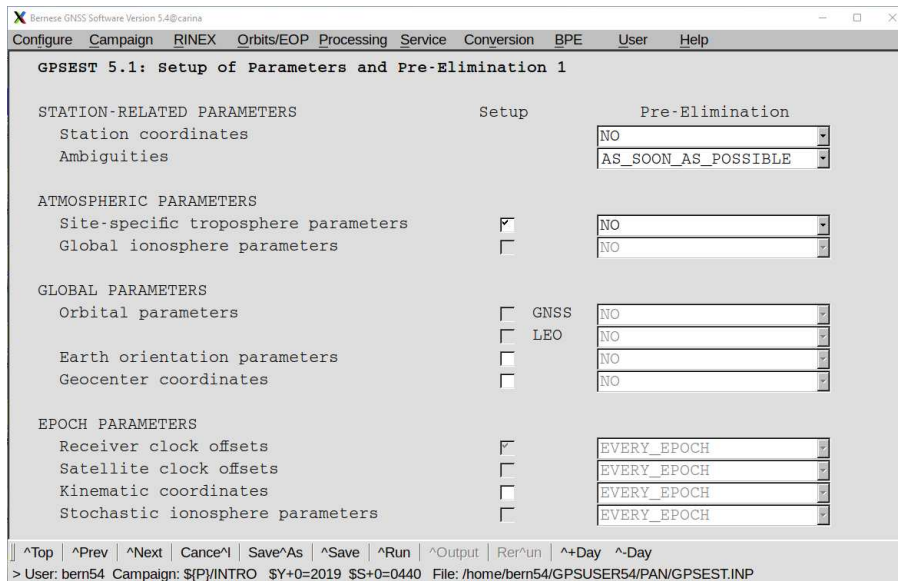 Bernese GNSS Software Version 5.4@carina
Configure Campaign RINEX Orbits/EOP Processing Service Conversion BPE User Help
GPSEST 5.1: Setup of Parameters and Pre-Elimination 1
STATION-RELATED PARAMETERS Setup Pre-Elimination
Station coordinates NO
Ambiguities AS_SOON_AS_POSSIBLE
ATMOSPHERIC PARAMETERS
Site-specific troposphere parameters NO
Global ionosphere parameters NO
GLOBAL PARAMETERS
Orbital parameters GNSS NO
LEO NO
Earth orientation parameters NO
Geocenter coordinates NO
EPOCH PARAMETERS
Receiver clock offsets EVERY_EPOCH
Satellite clock offsets EVERY_EPOCH
Kinematic coordinates EVERY_EPOCH
Stochastic ionosphere parameters EVERY_EPOCH
^Top ^Prev ^Next Cance^l Save^As ^Save ^Run ^Output Rer^un ^+Day ^-Day
> User: bern54 Campaign: ${P}/INTRO $Y+0=2019 $S+0=0440 File: /home/bern54/GPSUSER54/PAN/GPSEST.INP